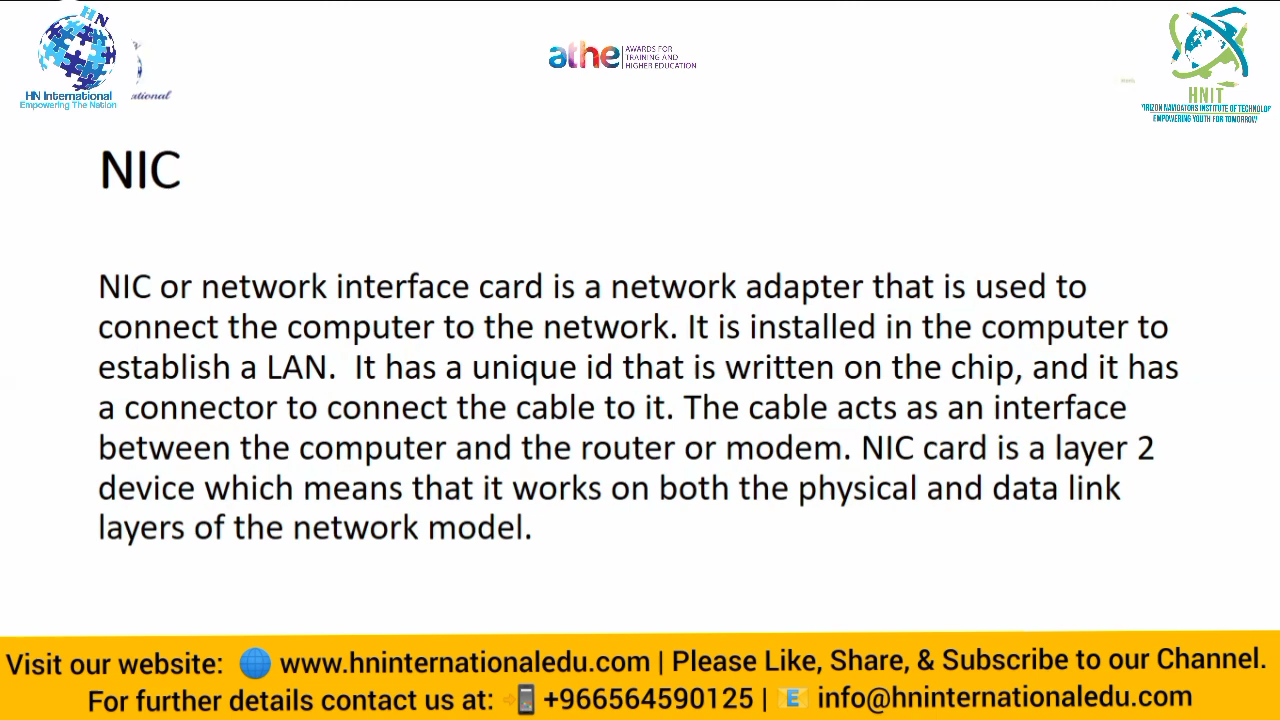 HN
HN International
Empowering The Nation
ational
athe AWARDS FOR
TRAINING AND
HIGHER EDUCATION
HNIT
RIZON NAVIGATORS INSTITUTE OF TECHNOLOG
EMPOWERING YOUTH FOR TOMORROW
NIC
NIC or network interface card is a network adapter that is used to
connect the computer to the network. It is installed in the computer to
establish a LAN.  It has a unique id that is written on the chip, and it has
a connector to connect the cable to it. The cable acts as an interface
between the computer and the router or modem. NIC card is a layer 2
device which means that it works on both the physical and data link
layers of the network model.
Visit our website: www.hninternationaledu.com | Please Like, Share, & Subscribe to our Channel.
For further details contact us at: +966564590125 | info@hninternationaledu.com